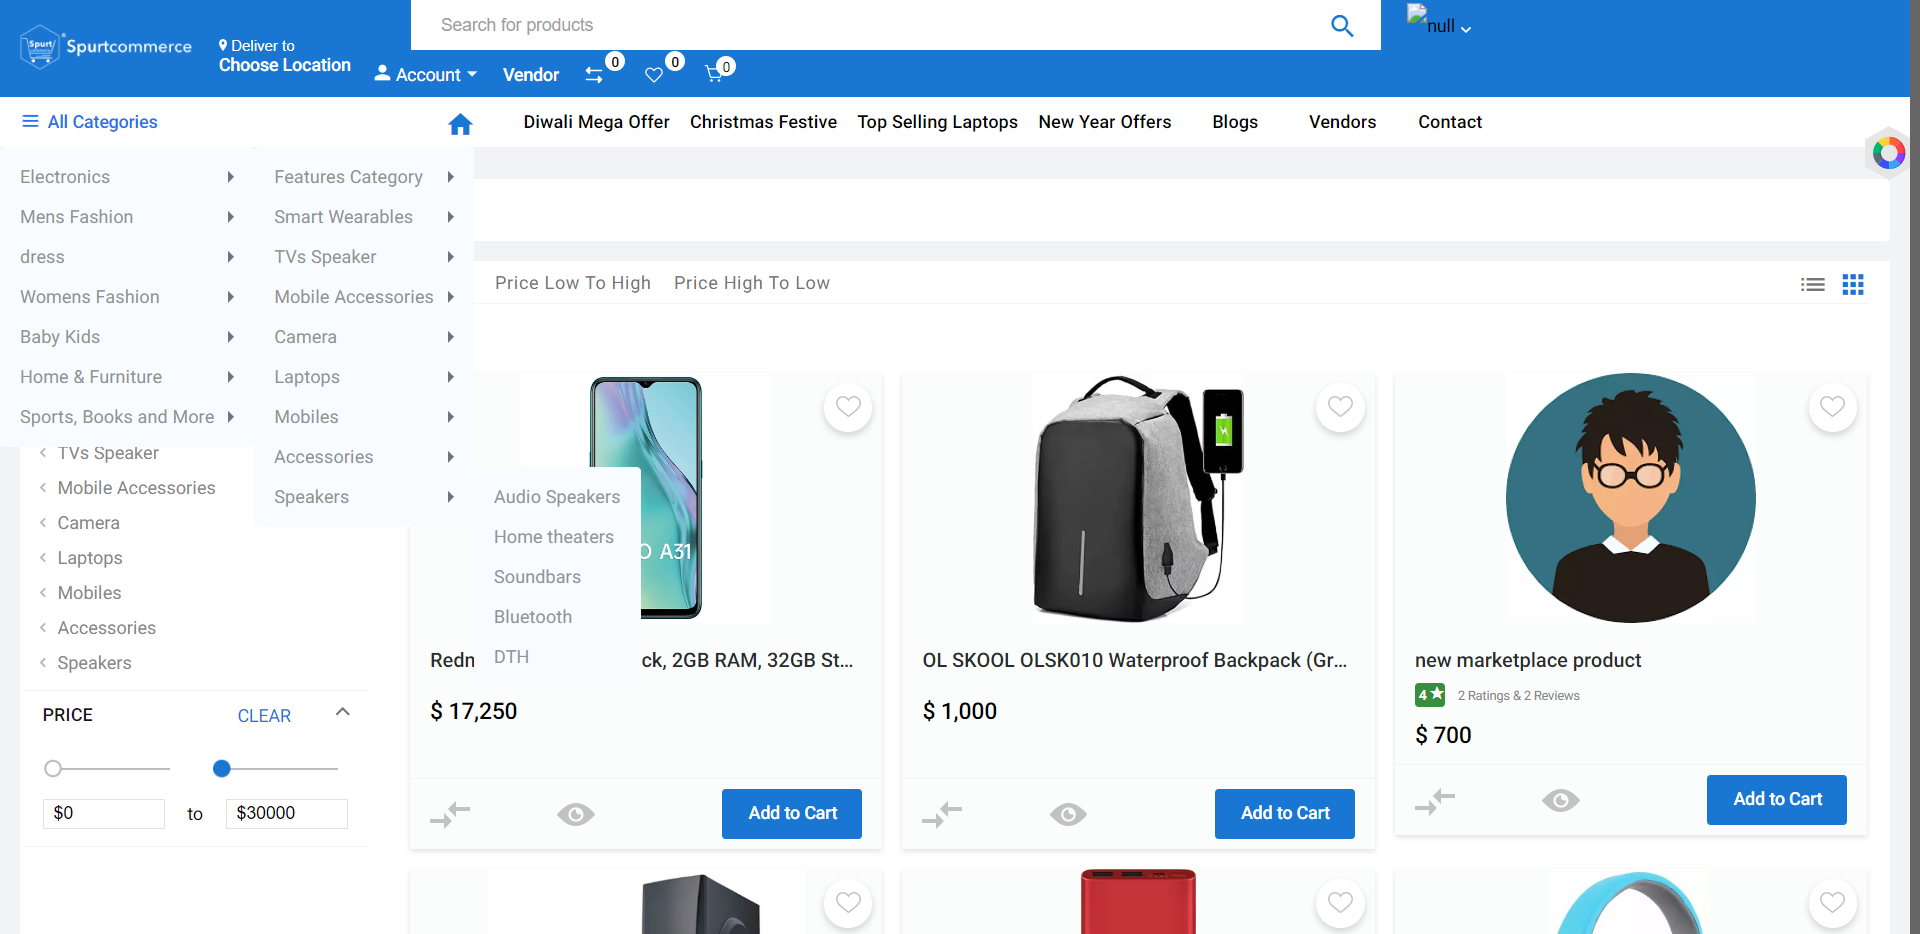 Search for products
null
Spurt
Spurtcommerce
Deliver to
Choose Location
Account
Vendor
0
0
0
All Categories
Diwali Mega Offer
Christmas Festive
Top Selling Laptops
New Year Offers
Blogs
Vendors
Contact
Electronics
Mens Fashion
dress
Womens Fashion
Baby Kids
Home & Furniture
Sports, Books and More
Features Category
Smart Wearables
TVs Speaker
Mobile Accessories
Camera
Laptops
Mobiles
Accessories
Speakers
Audio Speakers
Home theaters
Soundbars
Bluetooth
DTH
Price Low To High
Price High To Low
TVs Speaker
Mobile Accessories
Camera
Laptops
Mobiles
Accessories
Speakers
PRICE
CLEAR
$0
to
$30000
O A31
Redn
ck, 2GB RAM, 32GB St...
$ 17,250
Add to Cart
OL SKOOL OLSK010 Waterproof Backpack (Gr...
$ 1,000
Add to Cart
new marketplace product
4
2 Ratings & 2 Reviews
$ 700
Add to Cart